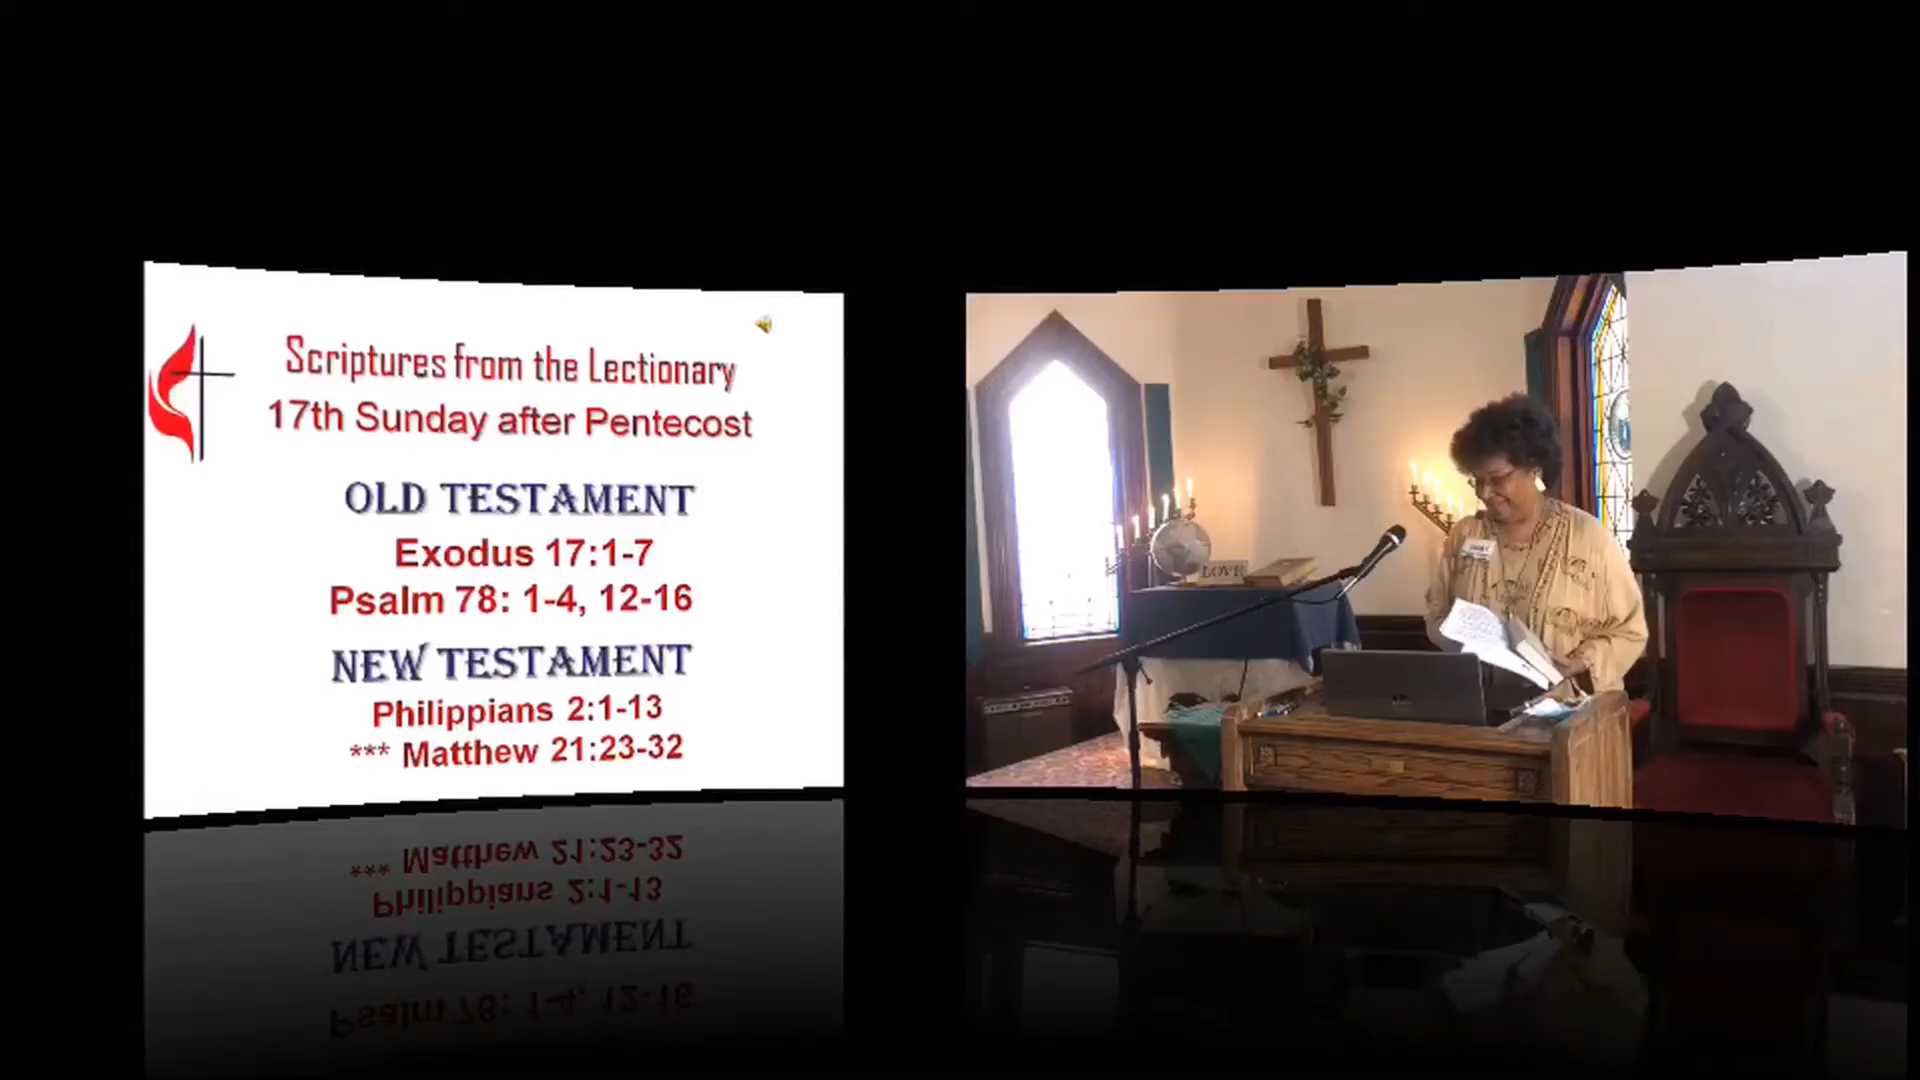 Scriptures from the Lectionary
17th Sunday after Pentecost
OLD TESTAMENT
Exodus 17:1-7
Psalm 78: 1-4, 12-16
NEW TESTAMENT
Philippians 2:1-13
*** Matthew 21:23-32
LOVE